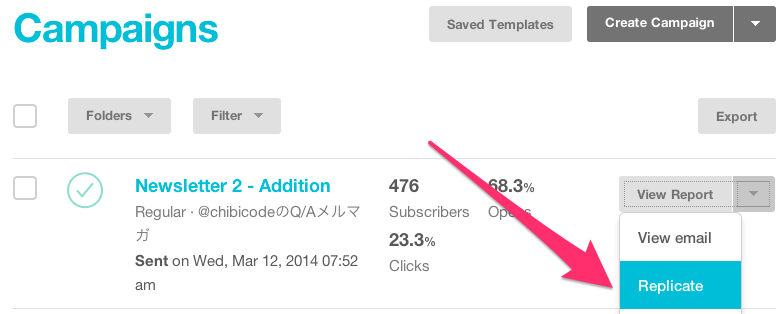 Campaigns
Saved Templates
Create Campaign
Folders
Filter
Export
Newsletter 2 - Addition
Regular · @chibicodeのQ/Aメルマ
ガ
Sent on Wed, Mar 12, 2014 07:52
am
476
Subscribers
68.3%
Opens
23.3%
Clicks
View Report
View email
Replicate